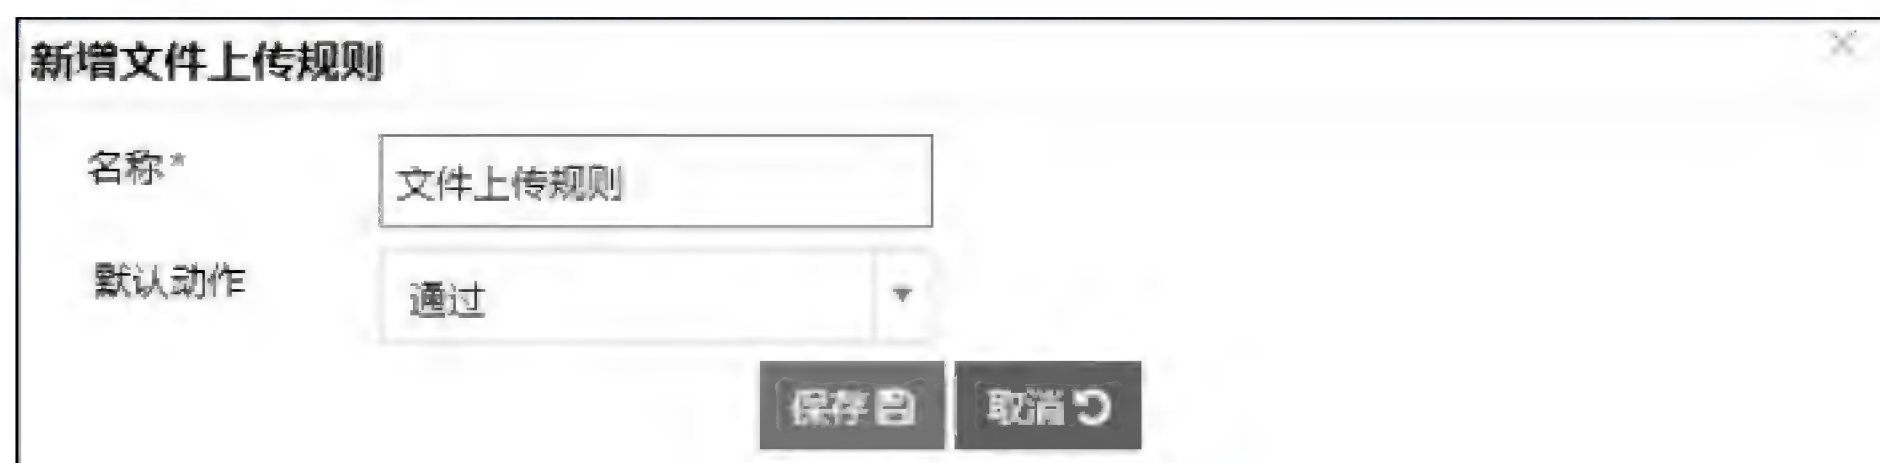 新增文件上传规则
名称*
文件上传规则
默认动作
通过
保存 取消